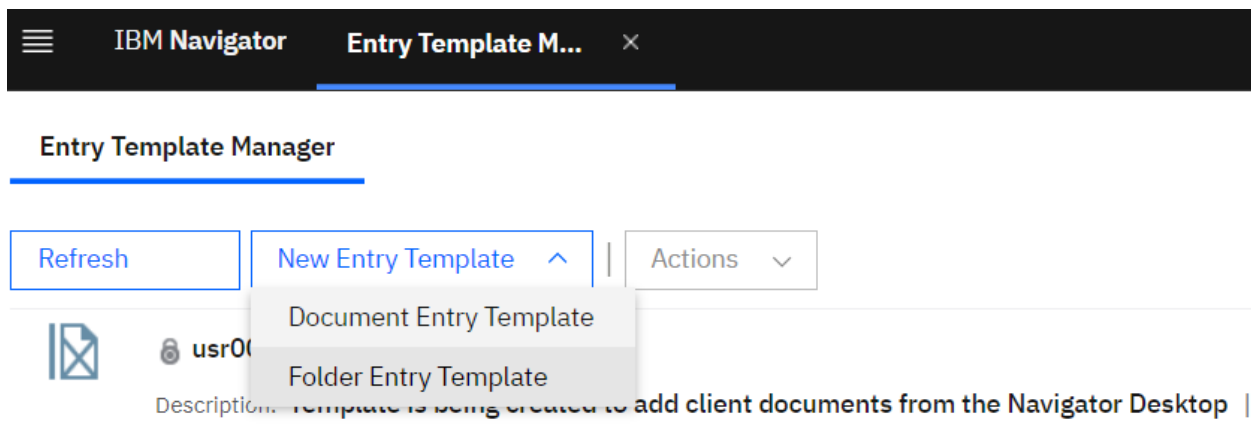 IBM Navigator Entry Template M... ×
Entry Template Manager
Refresh New Entry Template | Actions
Document Entry Template
Folder Entry Template
Description: Template is being created to add client documents from the Navigator Desktop |